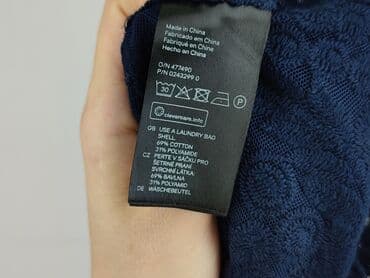 Made in China
Fabricado em China
Fabriqué en Chine
Hecho en China
O/N 477490
P/N 0243299 0
30 P
clevercare.info
GB USE A LAUNDRY BAG
SHELL
69% COTTON
31% POLYAMIDE
CZ PERTE V SÁČKU PRO
ŠETRNÉ PRANÍ
SVRCHNÍ LÁTKA
69% BAVLNA
31% POLYAMID
DE WÄSCHEBEUTEL